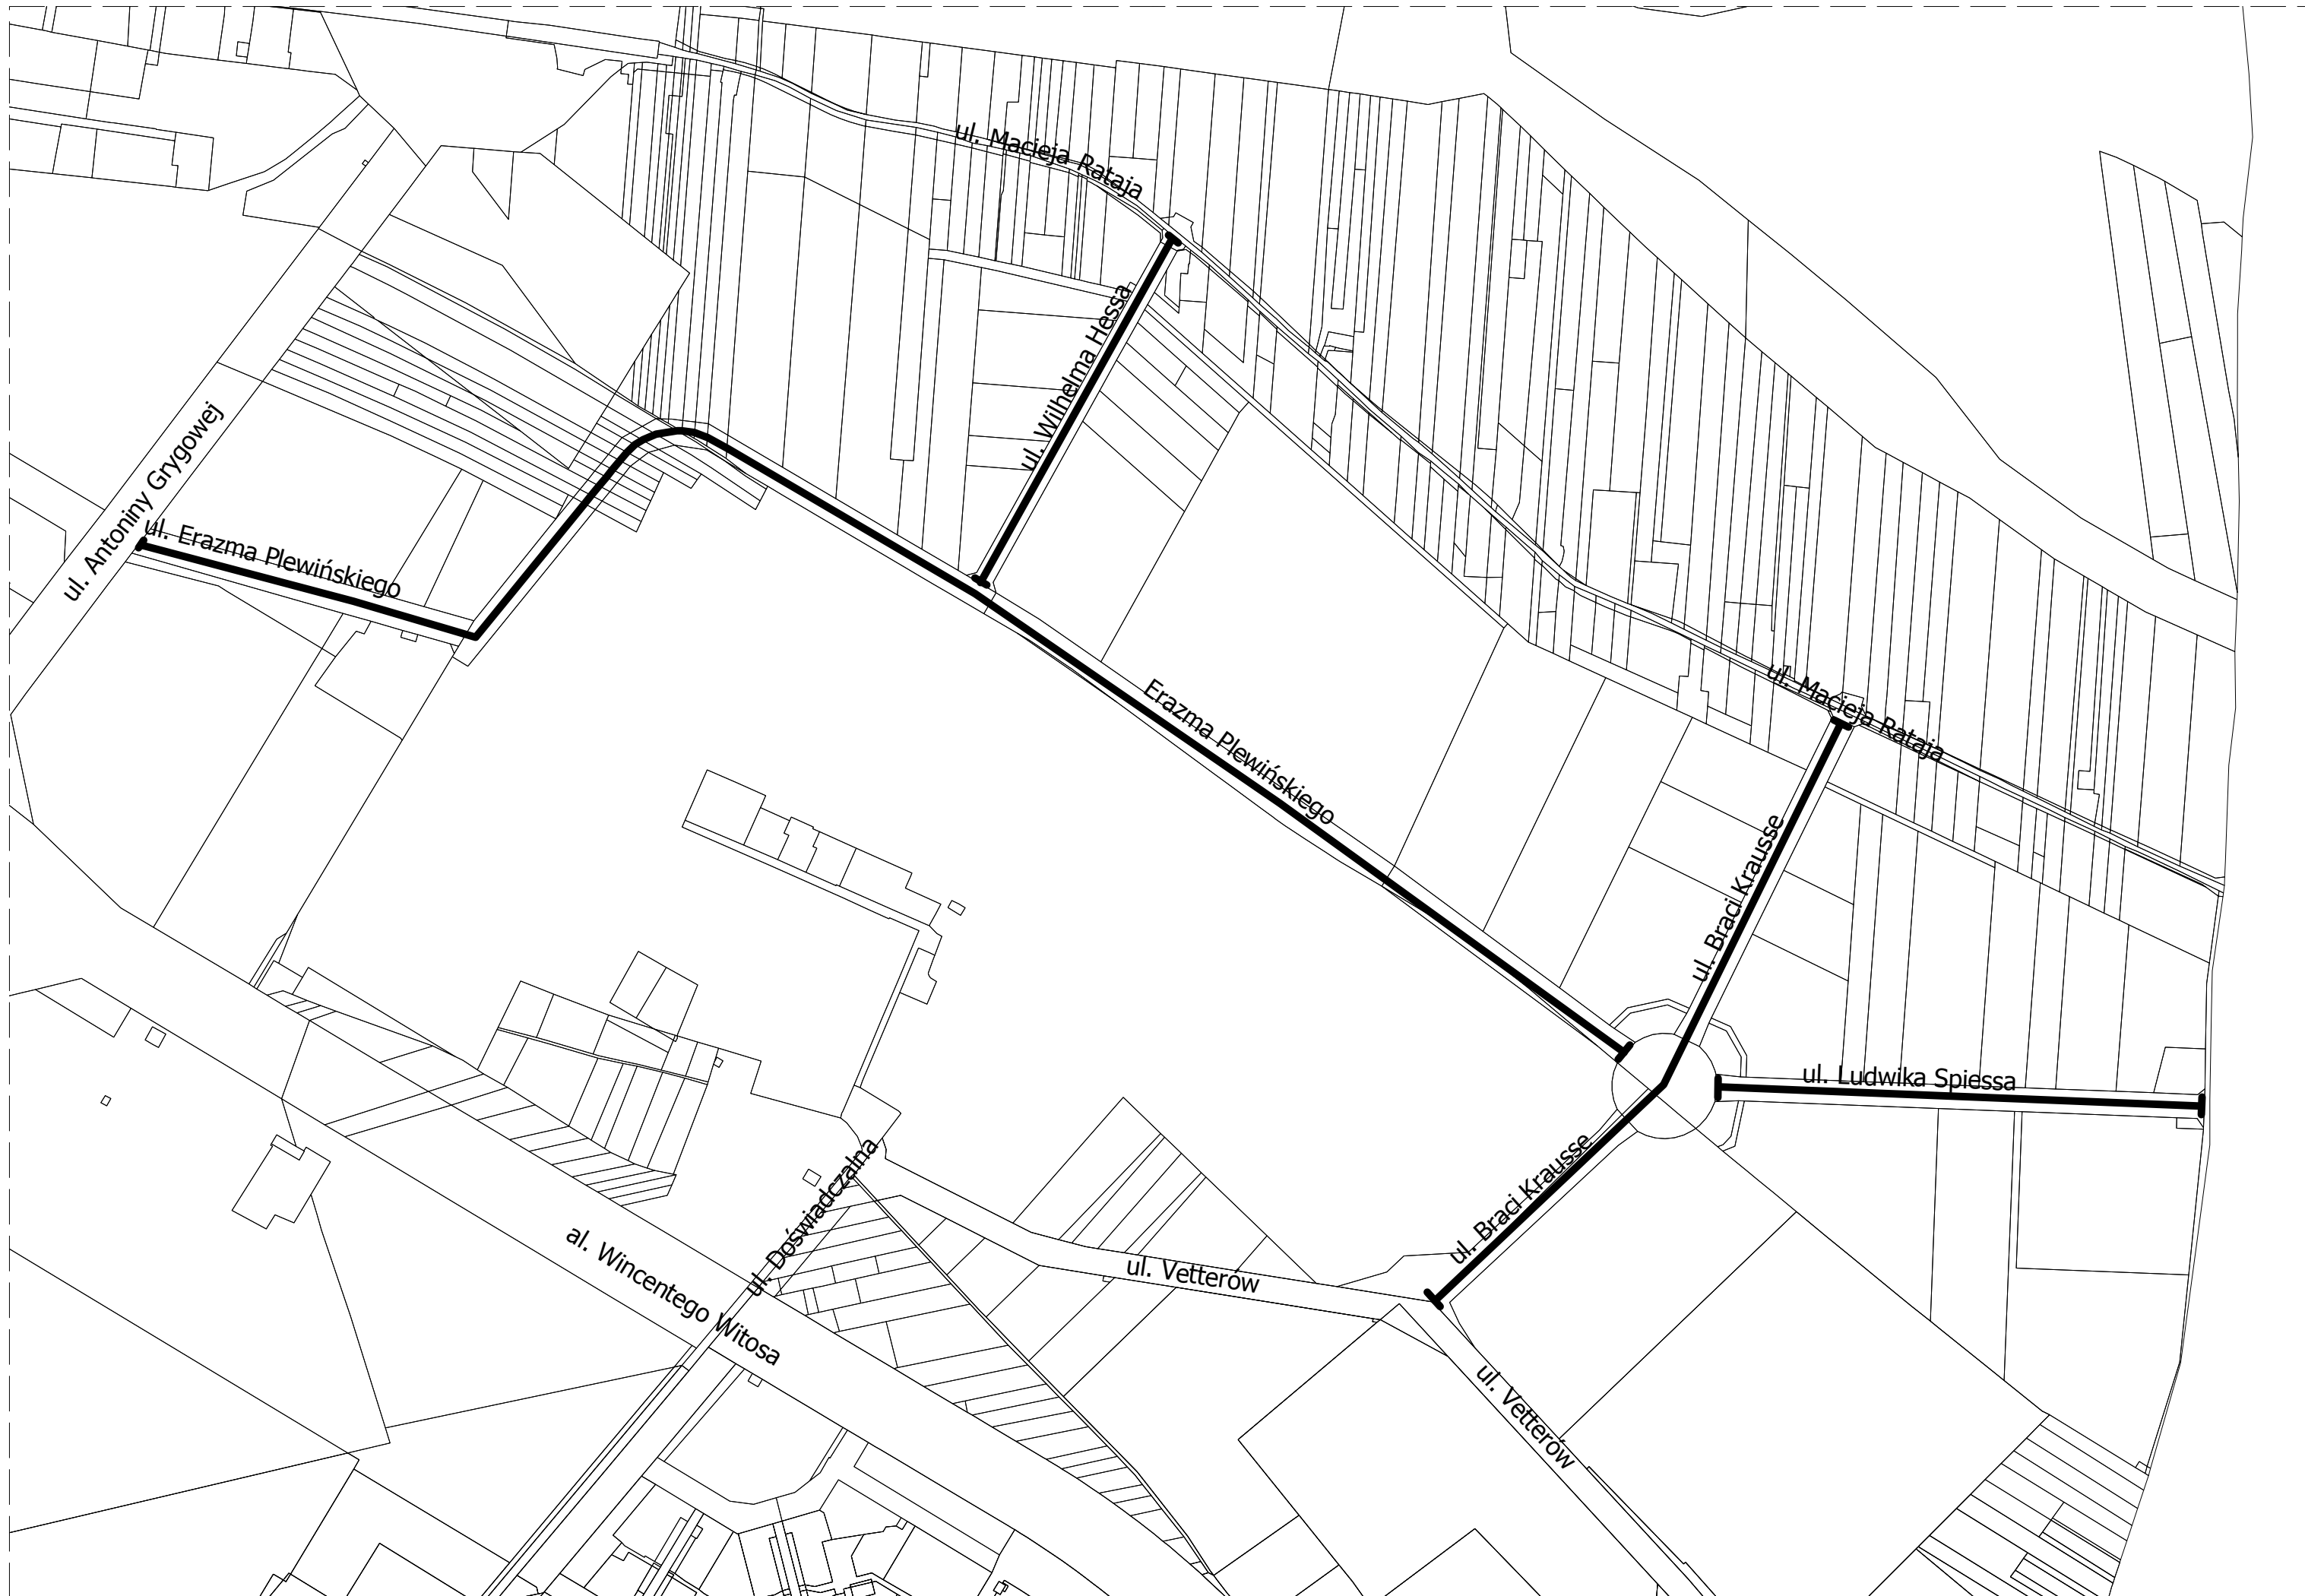 ul. Macieja Rataja
ul. Wilhelma Hessa
ul. Antoniny Grygowej
ul. Erazma Plewińskiego
Erazma Plewińskiego
ul. Macieja Rataja
ul. Braci Krausse
ul. Ludwika Spiessa
ul. Braci Krausse
ul. Doświadczalna
al. Wincentego Witosa
ul. Vetterów
ul. Vetterów